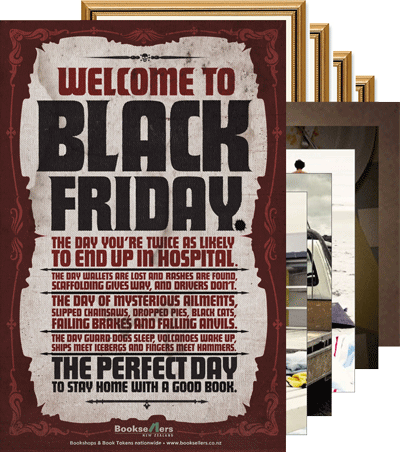 WELCOME TO
BLACK
FRIDAY.
THE DAY YOU'RE TWICE AS LIKELY
TO END UP IN HOSPITAL.
THE DAY WALLETS ARE LOST AND RASHES ARE FOUND,
SCAFFOLDING GIVES WAY, AND DRIVERS DON'T.
THE DAY OF MYSTERIOUS AILMENTS,
SLIPPED CHAINSAWS, DROPPED PIES, BLACK CATS,
FAILING BRAKES AND FALLING ANVILS.
THE DAY GUARD DOGS SLEEP, VOLCANOES WAKE UP,
SHIPS MEET ICEBERGS AND FINGERS MEET HAMMERS.
THE PERFECT DAY
TO STAY HOME WITH A GOOD BOOK.
Booksellers
NEW ZEALAND
Bookshops & Book Tokens nationwide • www.booksellers.co.nz